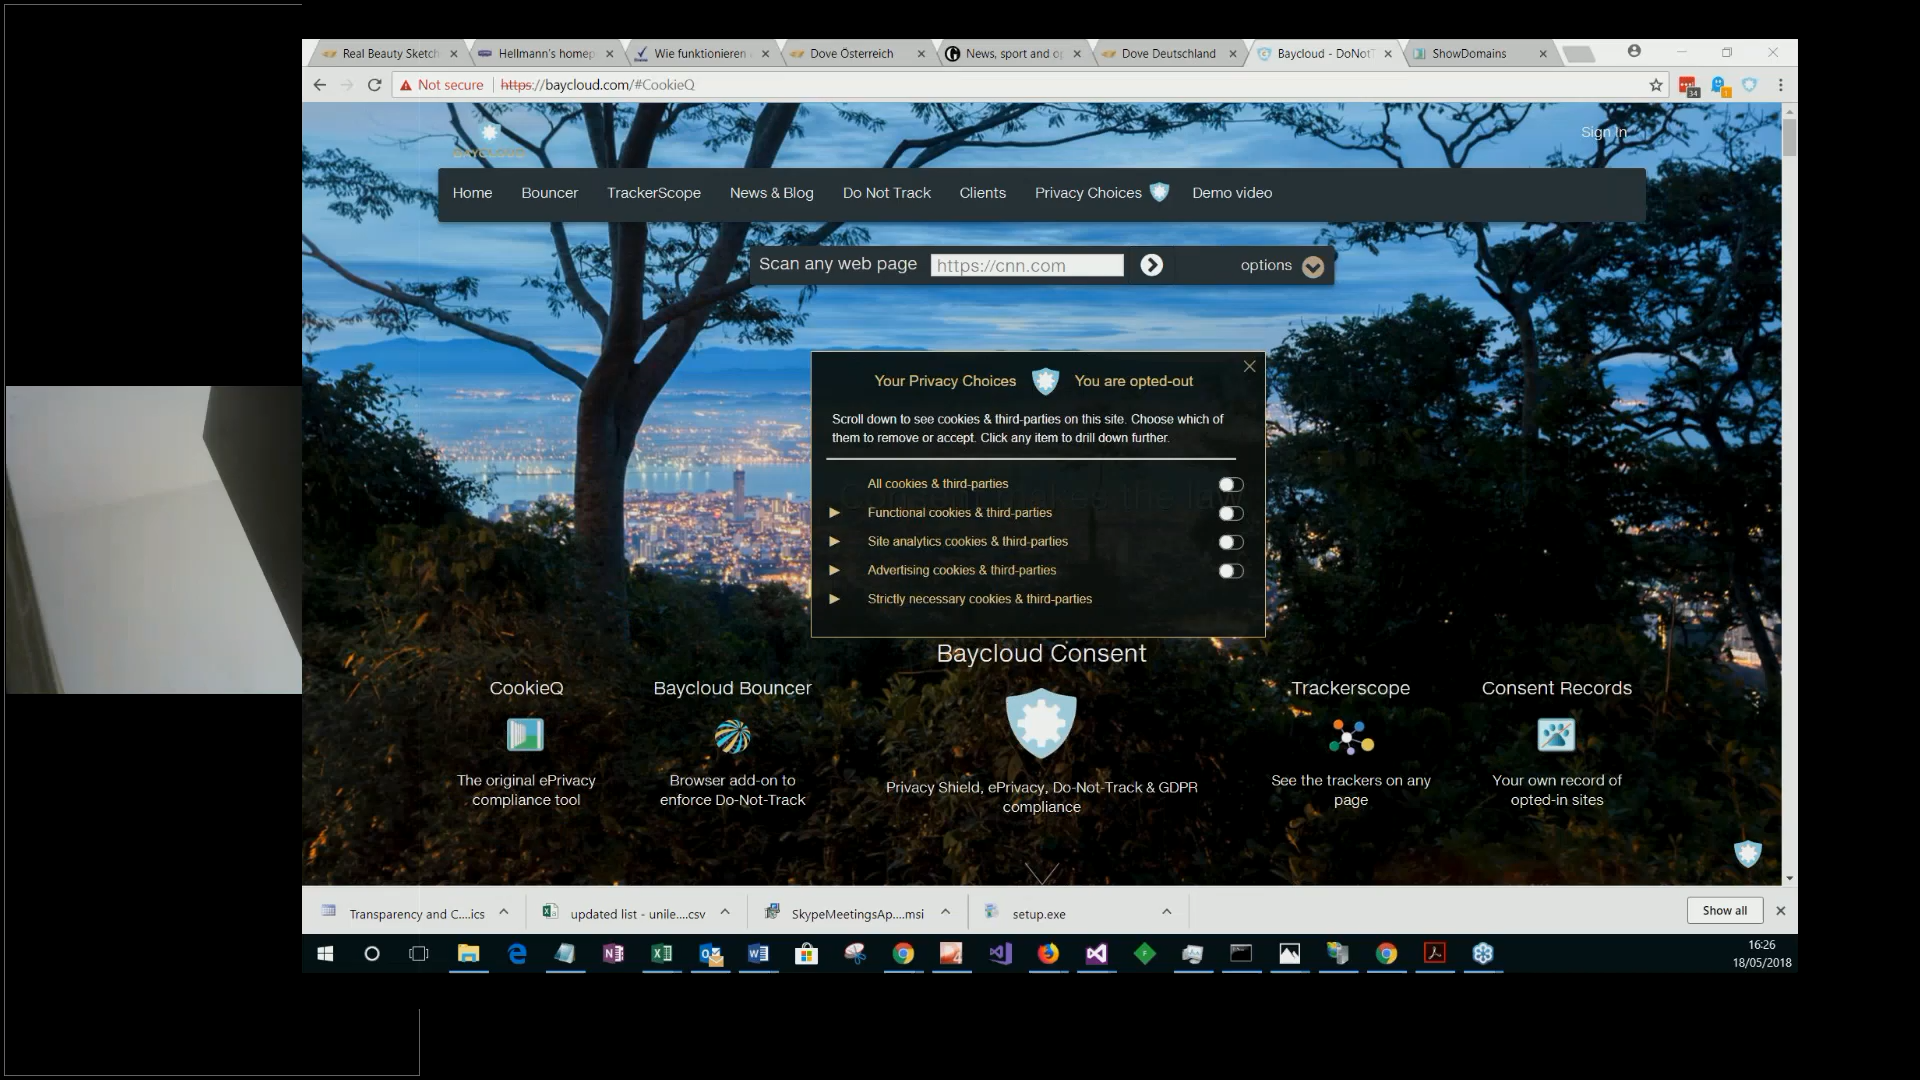 Real Beauty Sketch
Hellmann's homep
Wie funktionieren
Dove Österreich
News, sport and op
Dove Deutschland
Baycloud - DoNotT
ShowDomains
Not secure
https://baycloud.com/#CookieQ
34
1
BAYCLOUD
Sign In
Home
Bouncer
TrackerScope
News & Blog
Do Not Track
Clients
Privacy Choices
Demo video
Scan any web page
https://cnn.com
options
Your Privacy Choices
You are opted-out
Scroll down to see cookies & third-parties on this site. Choose which of
them to remove or accept. Click any item to drill down further.
All cookies & third-parties
Functional cookies & third-parties
Site analytics cookies & third-parties
Advertising cookies & third-parties
Strictly necessary cookies & third-parties
Baycloud Consent
CookieQ
Baycloud Bouncer
Trackerscope
Consent Records
The original ePrivacy
compliance tool
Browser add-on to
enforce Do-Not-Track
Privacy Shield, ePrivacy, Do-Not-Track & GDPR
compliance
See the trackers on any
page
Your own record of
opted-in sites
Transparency and C....ics
updated list - unile....csv
SkypeMeetingsAp....msi
setup.exe
Show all
16:26
18/05/2018